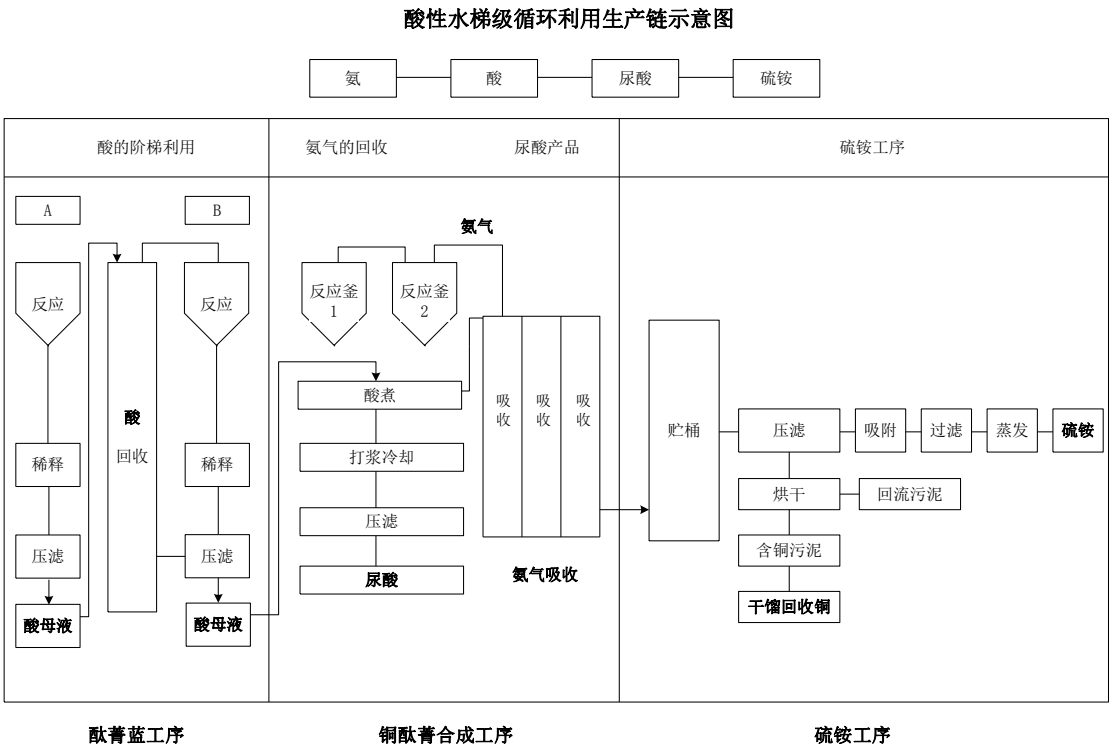 酸性水梯级循环利用生产链示意图
氨
酸
尿酸
硫铵
酸的阶梯利用
氨气的回收
尿酸产品
硫铵工序
A
B
反应
酸
回收
反应
稀释
稀释
压滤
压滤
酸母液
酸母液
氨气
反应釜
1
反应釜
2
酸煮
打浆冷却
压滤
尿酸
吸
收
吸
收
吸
收
氨气吸收
贮桶
压滤
吸附
过滤
蒸发
硫铵
烘干
回流污泥
含铜污泥
干馏回收铜
酞菁蓝工序
铜酞菁合成工序
硫铵工序